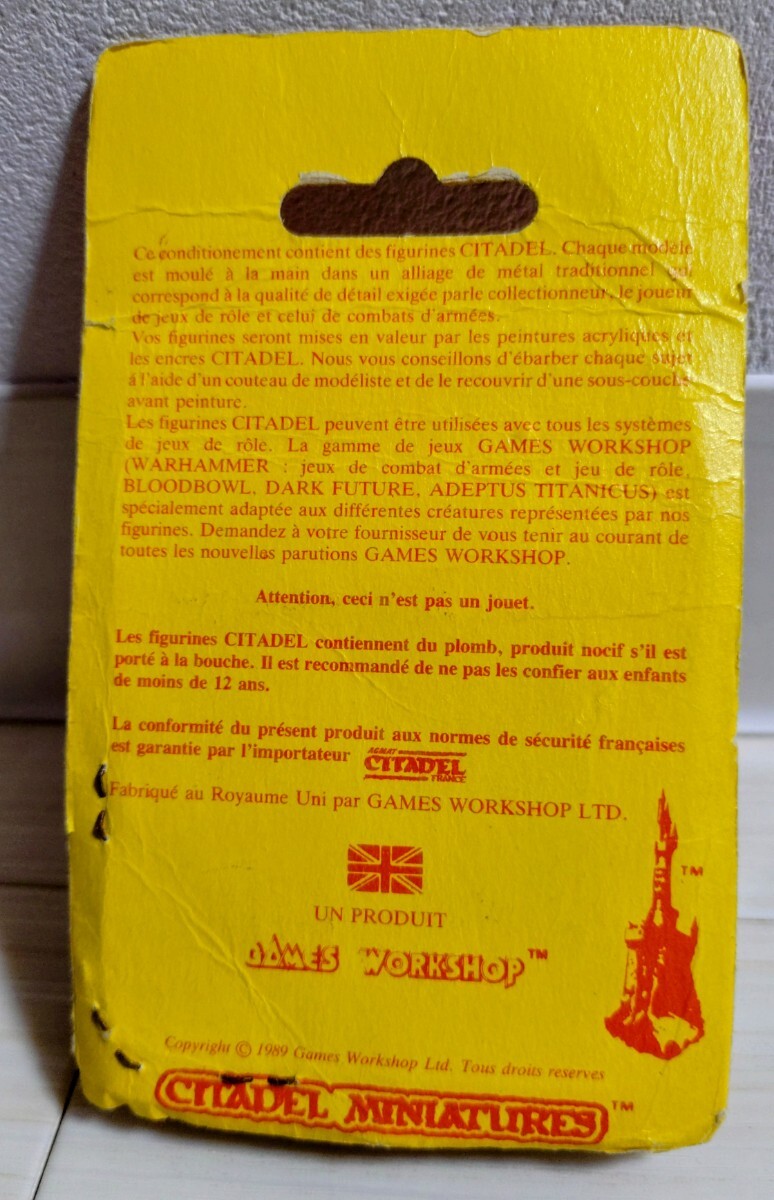 Ce conditionement contient des figurines CITADEL. Chaque modèle
est moulé à la main dans un alliage de métal traditionnel qui
correspond à la qualité de détail exigée parle collectionneur, le joueur
de jeux de rôle et celui de combats d'armées.
Vos figurines seront mises en valeur par les peintures acryliques et
les encres CITADEL. Nous vous conseillons d'ébarber chaque sujet
à l'aide d'un couteau de modéliste et de le recouvrir d'une sous-couche
avant peinture.
Les figurines CITADEL peuvent être utilisées avec tous les systèmes
de jeux de rôle. La gamme de jeux GAMES WORKSHOP
(WARHAMMER : jeux de combat d'armées et jeu de rôle,
BLOODBOWL, DARK FUTURE, ADEPTUS TITANICUS) est
spécialement adaptée aux différentes créatures représentées par nos
figurines. Demandez à votre fournisseur de vous tenir au courant de
toutes les nouvelles parutions GAMES WORKSHOP.
Attention, ceci n'est pas un jouet.
Les figurines CITADEL contiennent du plomb, produit nocif s'il est
porté à la bouche. Il est recommandé de ne pas les confier aux enfants
de moins de 12 ans.
La conformité du présent produit aux normes de sécurité françaises
est garantie par l'importateur AGMAT CITADEL FRANCE
Fabriqué au Royaume Uni par GAMES WORKSHOP LTD.
TM
UN PRODUIT
GAMES WORKSHOP™
Copyright © 1989 Games Workshop Ltd. Tous droits reserves
CITADEL MINIATURES™